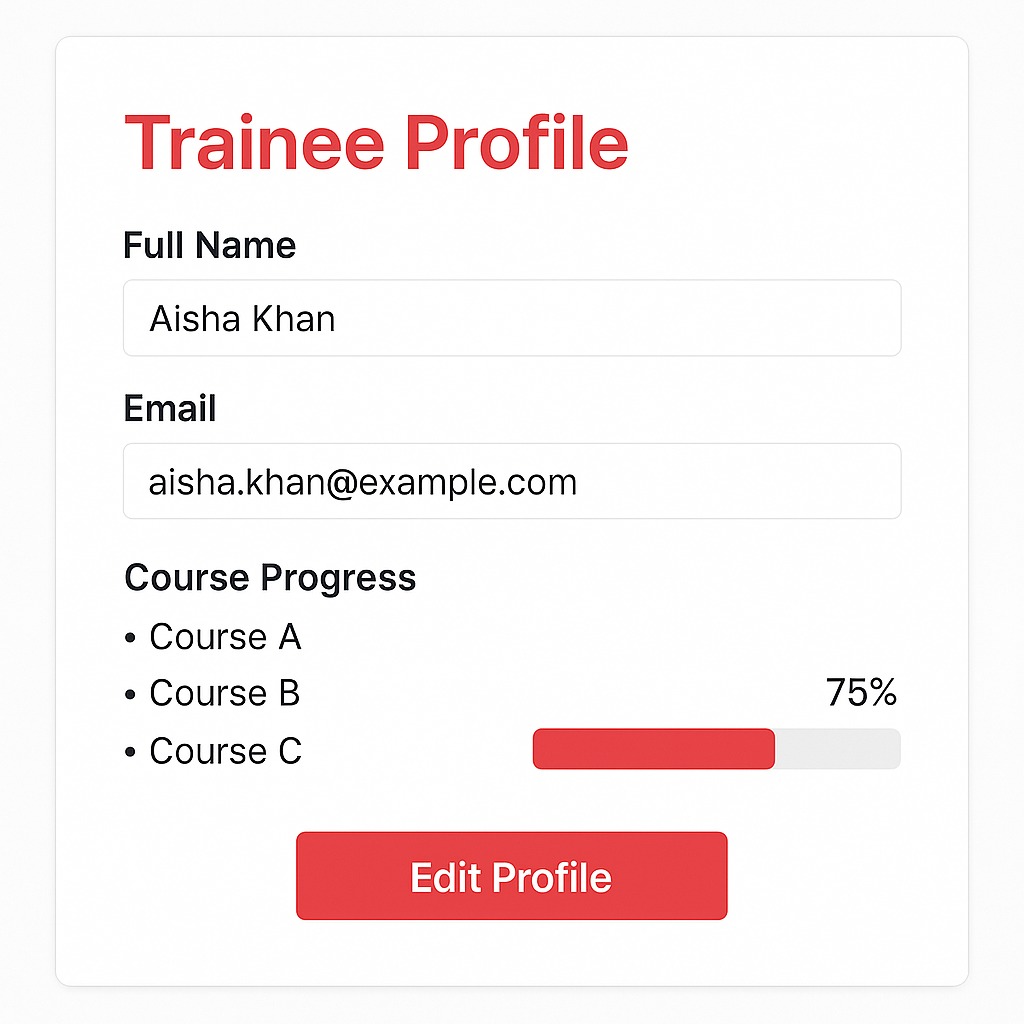 Trainee Profile
Full Name
Aisha Khan
Email
aisha.khan@example.com
Course Progress
• Course A
• Course B 75%
• Course C
Edit Profile